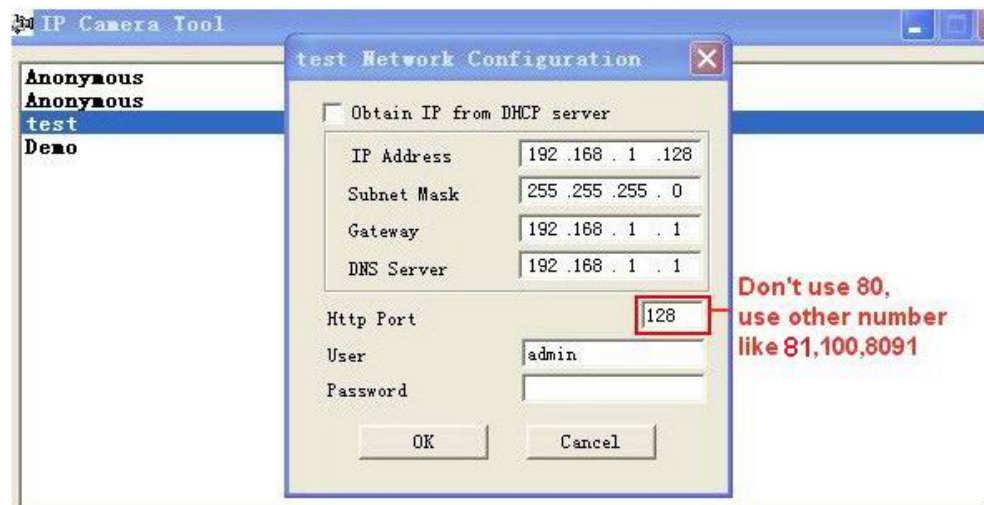 IP Camera Tool
Anonymous
Anonymous
test
Demo
test Network Configuration
Obtain IP from DHCP server
IP Address 192 .168 . 1 .128
Subnet Mask 255 .255 .255 . 0
Gateway 192 .168 . 1 . 1
DNS Server 192 .168 . 1 . 1
Http Port 128
User admin
Password
OK Cancel
Don't use 80,
use other number
like 81,100,8091